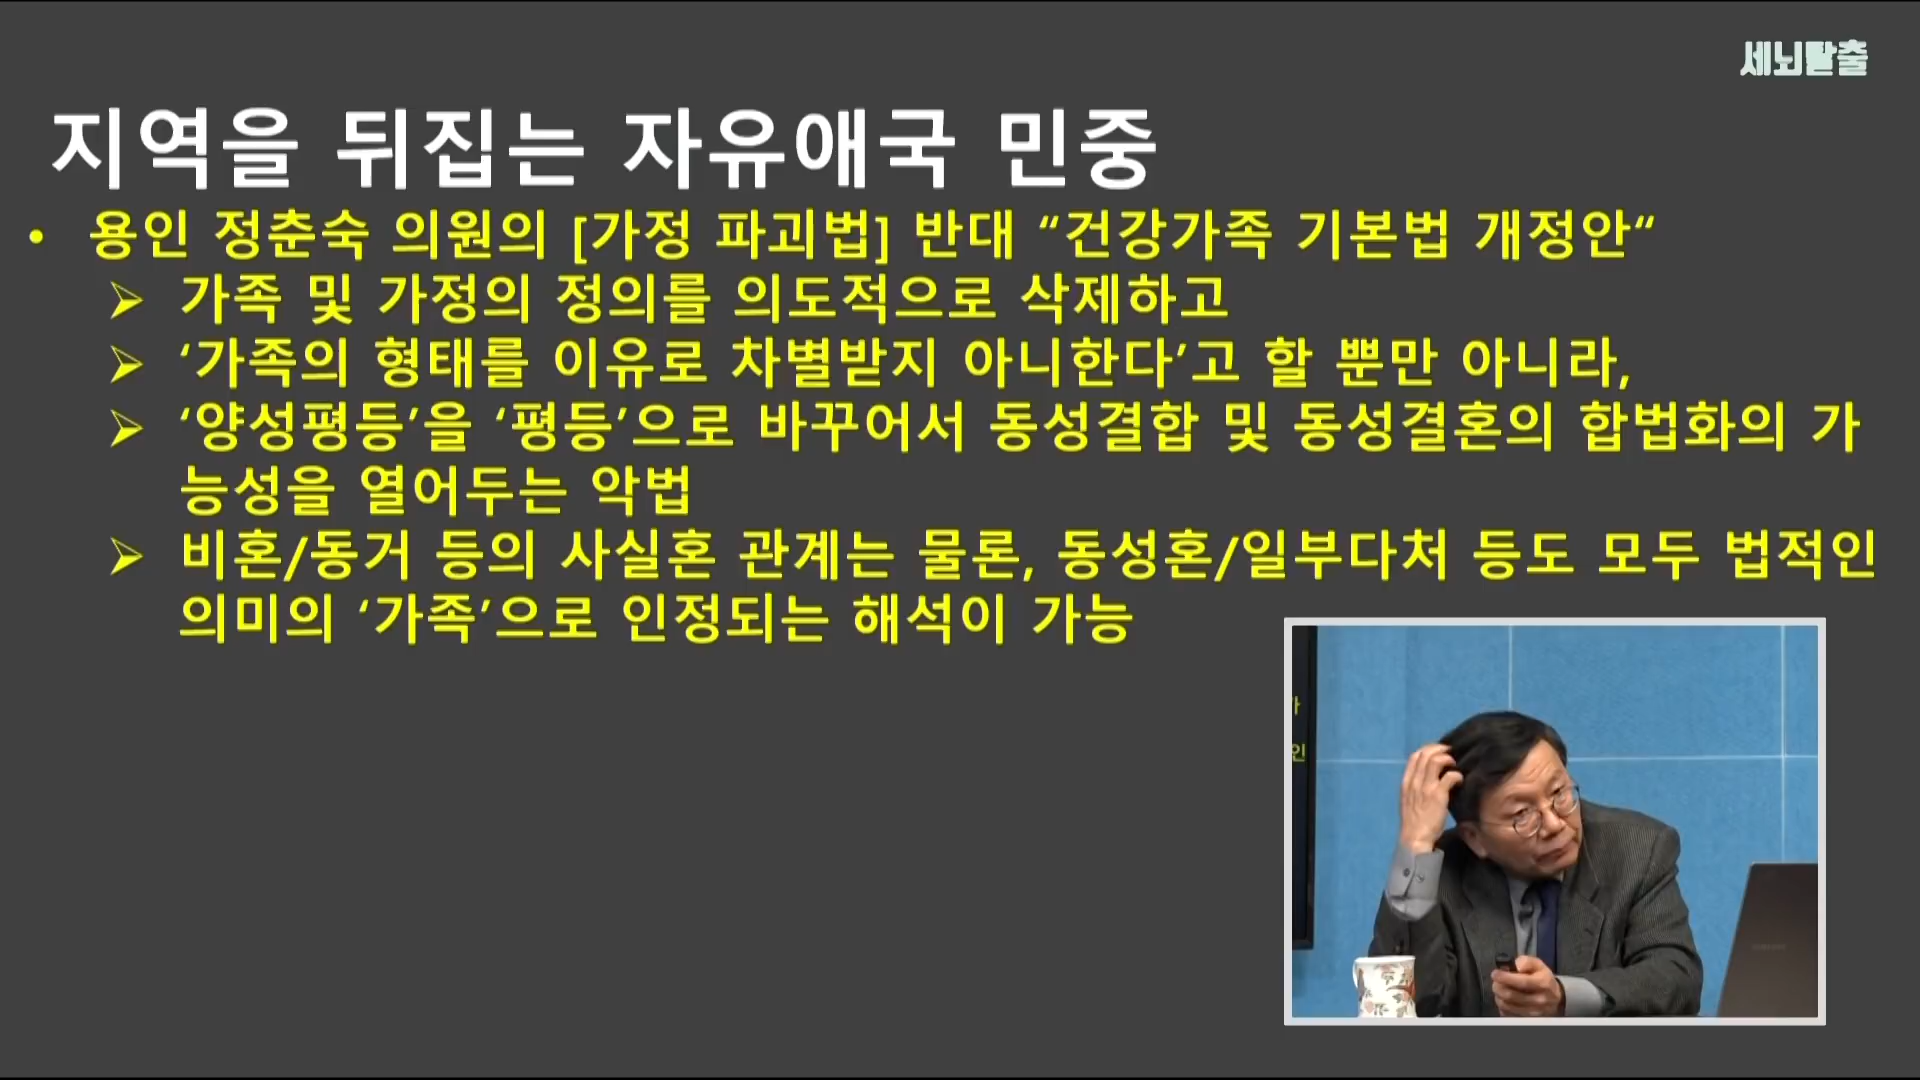 세뇌탈출
지역을 뒤집는 자유애국 민중
• 용인 정춘숙 의원의 [가정 파괴법] 반대 “건강가족 기본법 개정안“
➢ 가족 및 가정의 정의를 의도적으로 삭제하고
➢ ‘가족의 형태를 이유로 차별받지 아니한다’고 할 뿐만 아니라,
➢ ‘양성평등’을 ‘평등’으로 바꾸어서 동성결합 및 동성결혼의 합법화의 가
능성을 열어두는 악법
➢ 비혼/동거 등의 사실혼 관계는 물론, 동성혼/일부다처 등도 모두 법적인
의미의 ‘가족’으로 인정되는 해석이 가능
가
인